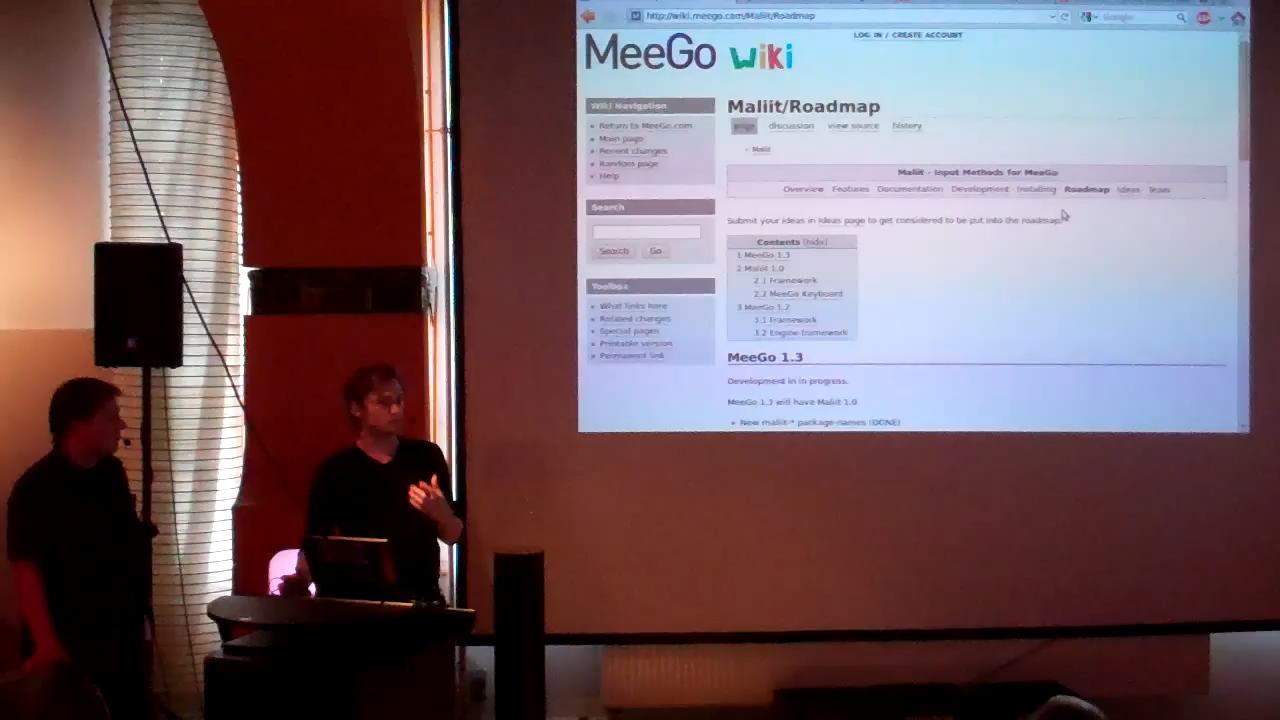 http://wiki.meego.com/Maliit/Roadmap
Google
LOG IN / CREATE ACCOUNT
MeeGo wiki
Wiki Navigation
Return to MeeGo.com
Main page
Recent changes
Random page
Help
Search
Search Go
Toolbox
What links here
Related changes
Special pages
Printable version
Permanent link
Maliit/Roadmap
page discussion view source history
Maliit
Maliit - Input Methods for MeeGo
Overview Features Documentation Development Installing Roadmap Ideas Team
Submit your ideas in Ideas page to get considered to be put into the roadmap.
Contents [hide]
1 MeeGo 1.3
2 Maliit 1.0
2.1 Framework
2.2 MeeGo Keyboard
3 MeeGo 1.2
3.1 Framework
3.2 Engine framework
MeeGo 1.3
Development in in progress.
MeeGo 1.3 will have Maliit 1.0
New maliit-* package-names (DONE)